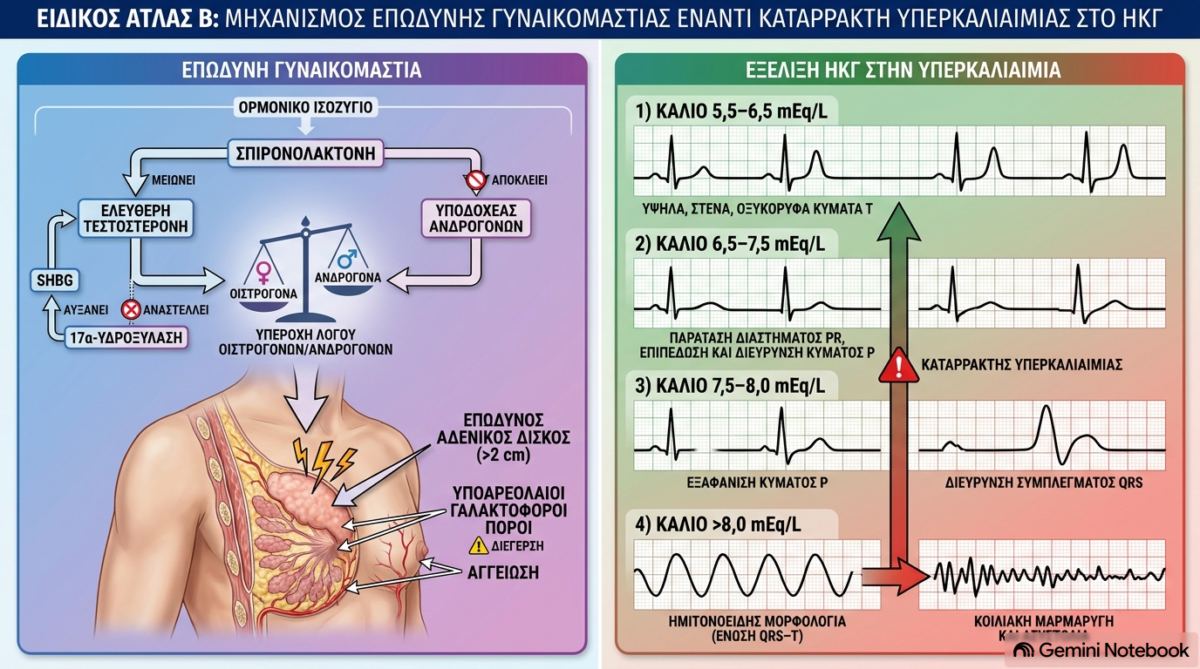 ΕΙΔΙΚΟΣ ΑΤΛΑΣ Β: ΜΗΧΑΝΙΣΜΟΣ ΕΠΩΔΥΝΗΣ ΓΥΝΑΙΚΟΜΑΣΤΙΑΣ ΕΝΑΝΤΙ ΚΑΤΑΡΡΑΚΤΗ ΥΠΕΡΚΑΛΙΑΙΜΙΑΣ ΣΤΟ ΗΚΓ
ΕΠΩΔΥΝΗ ΓΥΝΑΙΚΟΜΑΣΤΙΑ
ΟΡΜΟΝΙΚΟ ΙΣΟΖΥΓΙΟ
ΣΠΙΡΟΝΟΛΑΚΤΟΝΗ
ΜΕΙΩΝΕΙ
ΑΠΟΚΛΕΙΕΙ
ΕΛΕΥΘΕΡΗ
ΤΕΣΤΟΣΤΕΡΟΝΗ
ΥΠΟΔΟΧΕΑΣ
ΑΝΔΡΟΓΟΝΩΝ
SHBG
ΑΥΞΑΝΕΙ
ΑΝΑΣΤΕΛΛΕΙ
17α-ΥΔΡΟΞΥΛΑΣΗ
ΟΙΣΤΡΟΓΟΝΑ
ΑΝΔΡΟΓΟΝΑ
ΥΠΕΡΟΧΗ ΛΟΓΟΥ
ΟΙΣΤΡΟΓΟΝΩΝ/ΑΝΔΡΟΓΟΝΩΝ
ΕΠΩΔΥΝΟΣ
ΑΔΕΝΙΚΟΣ ΔΙΣΚΟΣ
(>2 cm)
ΥΠΟΑΡΕΟΛΑΙΟΙ
ΓΑΛΑΚΤΟΦΟΡΟΙ
ΠΟΡΟΙ
ΔΙΕΓΕΡΣΗ
ΑΓΓΕΙΩΣΗ
ΕΞΕΛΙΞΗ ΗΚΓ ΣΤΗΝ ΥΠΕΡΚΑΛΙΑΙΜΙΑ
1) ΚΑΛΙΟ 5,5–6,5 mEq/L
ΥΨΗΛΑ, ΣΤΕΝΑ, ΟΞΥΚΟΡΥΦΑ ΚΥΜΑΤΑ Τ
2) ΚΑΛΙΟ 6,5–7,5 mEq/L
ΠΑΡΑΤΑΣΗ ΔΙΑΣΤΗΜΑΤΟΣ PR,
ΕΠΙΠΕΔΩΣΗ ΚΑΙ ΔΙΕΥΡΥΝΣΗ ΚΥΜΑΤΟΣ P
ΚΑΤΑΡΡΑΚΤΗΣ ΥΠΕΡΚΑΛΙΑΙΜΙΑΣ
3) ΚΑΛΙΟ 7,5–8,0 mEq/L
ΕΞΑΦΑΝΙΣΗ ΚΥΜΑΤΟΣ P
ΔΙΕΥΡΥΝΣΗ ΣΥΜΠΛΕΓΜΑΤΟΣ QRS
4) ΚΑΛΙΟ >8,0 mEq/L
ΗΜΙΤΟΝΟΕΙΔΗΣ ΜΟΡΦΟΛΟΓΙΑ
(ΕΝΩΣΗ QRS–T)
ΚΟΙΛΙΑΚΗ ΜΑΡΜΑΡΥΓΗ
Gemini Notebook